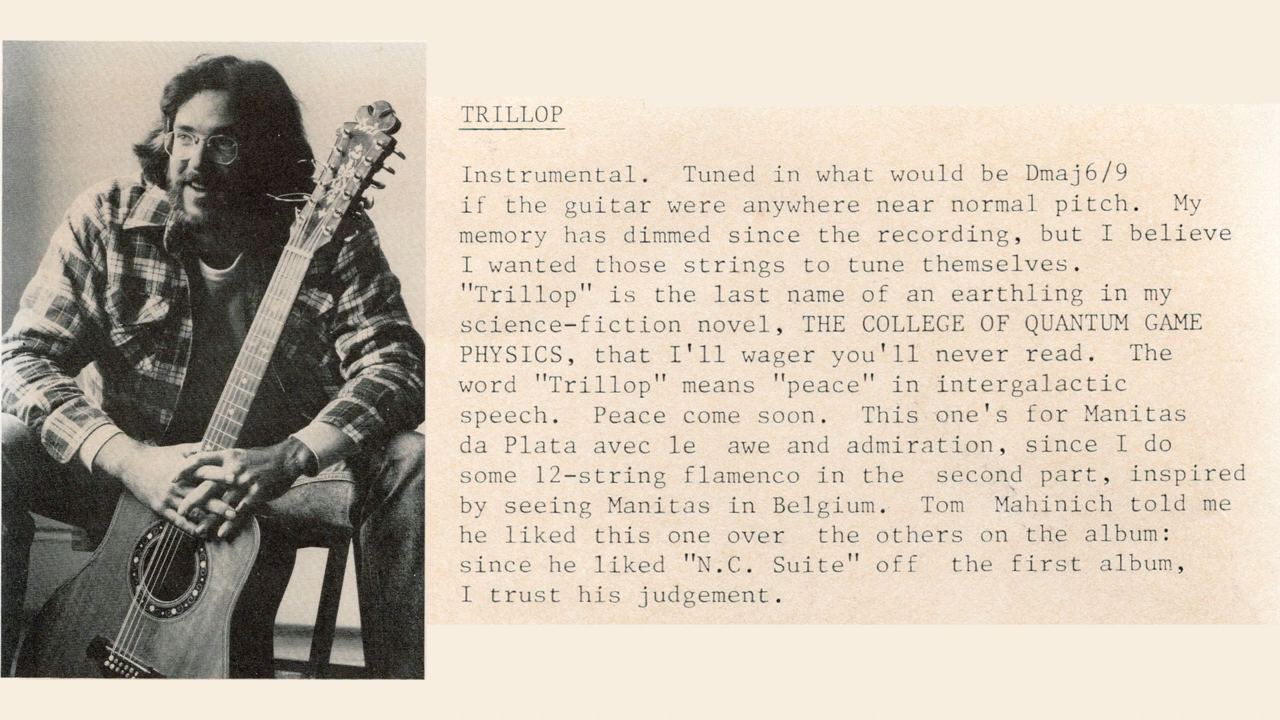 TRILLOP
Instrumental.  Tuned in what would be Dmaj6/9
if the guitar were anywhere near normal pitch.  My
memory has dimmed since the recording, but I believe
I wanted those strings to tune themselves.
"Trillop" is the last name of an earthling in my
science-fiction novel, THE COLLEGE OF QUANTUM GAME
PHYSICS, that I'll wager you'll never read.  The
word "Trillop" means "peace" in intergalactic
speech.  Peace come soon.  This one's for Manitas
da Plata avec le  awe and admiration, since I do
some 12-string flamenco in the  second part, inspired
by seeing Manitas in Belgium.  Tom  Mahinich told me
he liked this one over  the others on the album:
since he liked "N.C. Suite" off  the first album,
I trust his judgement.